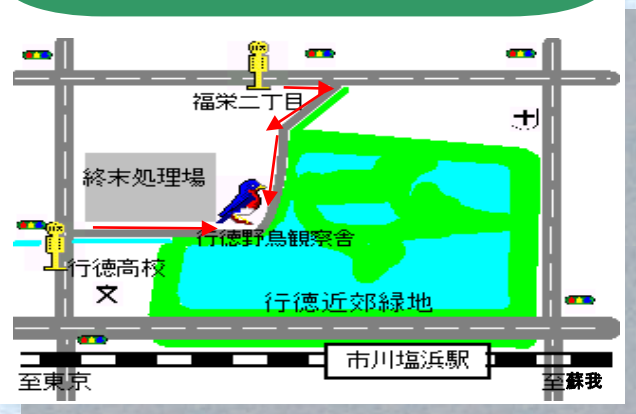 福栄二丁目
終末処理場
行徳野鳥観察舎
行徳高校
文
行徳近郊緑地
市川塩浜駅
至東京
至蘇我